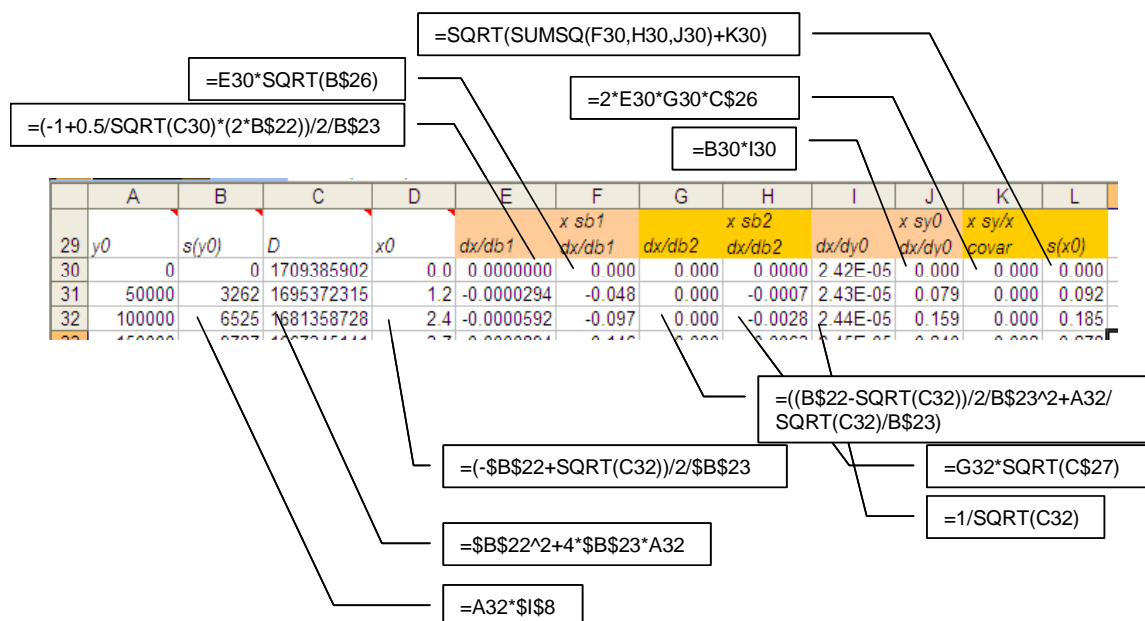 =SQRT(SUMSQ(F30,H30,J30)+K30)
=E30*SQRT(B$26)
=2*E30*G30*C$26
=(-1+0.5/SQRT(C30)*(2*B$22))/2/B$23
=B30*I30
A B C D E F G H I J K L
x sb1 x sb2 x sy0 x sy/x
29 y0 s(y0) D x0 dx/db1 dx/db1 dx/db2 dx/db2 dx/dy0 dx/dy0 covar s(x0)
30 0 0 1709385902 0.0 0.0000000 0.000 0.000 0.0000 2.42E-05 0.000 0.000 0.000
31 50000 3262 1695372315 1.2 -0.0000294 -0.048 0.000 -0.0007 2.43E-05 0.079 0.000 0.092
32 100000 6525 1681358728 2.4 -0.0000592 -0.097 0.000 -0.0028 2.44E-05 0.159 0.000 0.185
=((B$22-SQRT(C32))/2/B$23^2+A32/
SQRT(C32)/B$23)
=(-$B$22+SQRT(C32))/2/$B$23
=G32*SQRT(C$27)
=1/SQRT(C32)
=$B$22^2+4*$B$23*A32
=A32*$I$8